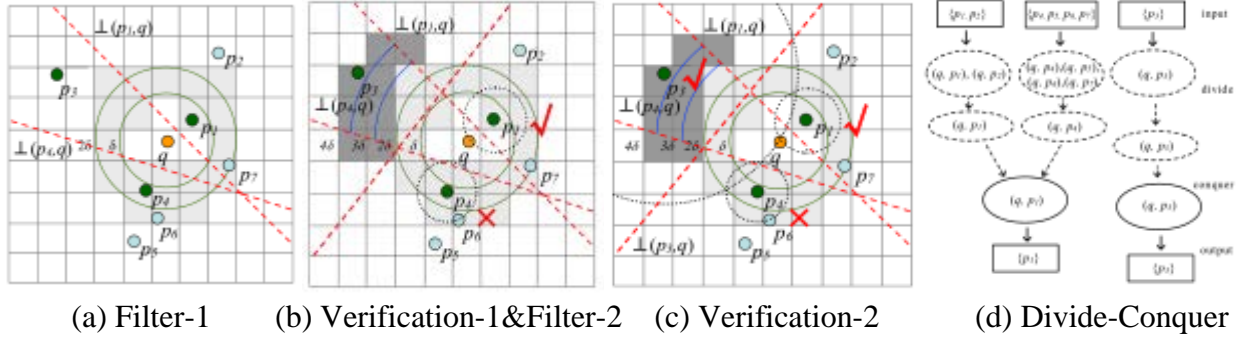 ⊥(p₁,q)
p₂
p₃
p₁
⊥(p₄,q)
2δ
δ
q
p₇
p₄
p₆
p₅
(a) Filter-1
⊥(p₁,q)
p₂
p₃
⊥(p₄,q)
p₁
4δ 3δ 2δ δ
q
p₇
p₄
p₆
p₅
(b) Verification-1&Filter-2
⊥(p₁,q)
p₂
p₃
⊥(p₄,q)
p₁
4δ 3δ 2δ δ
q
p₇
p₄
p₆
⊥(p₃,q)
p₅
(c) Verification-2
{p₁, p₂} {p₄, p₅, p₆, p₇} {p₃} input
(q, p₁), (q, p₂)
(q, p₃)
divide
(q, p₄)
(q, p₃)
conquer
(q, p₁)
(q, p₃)
output
{p₃}
(d) Divide-Conquer